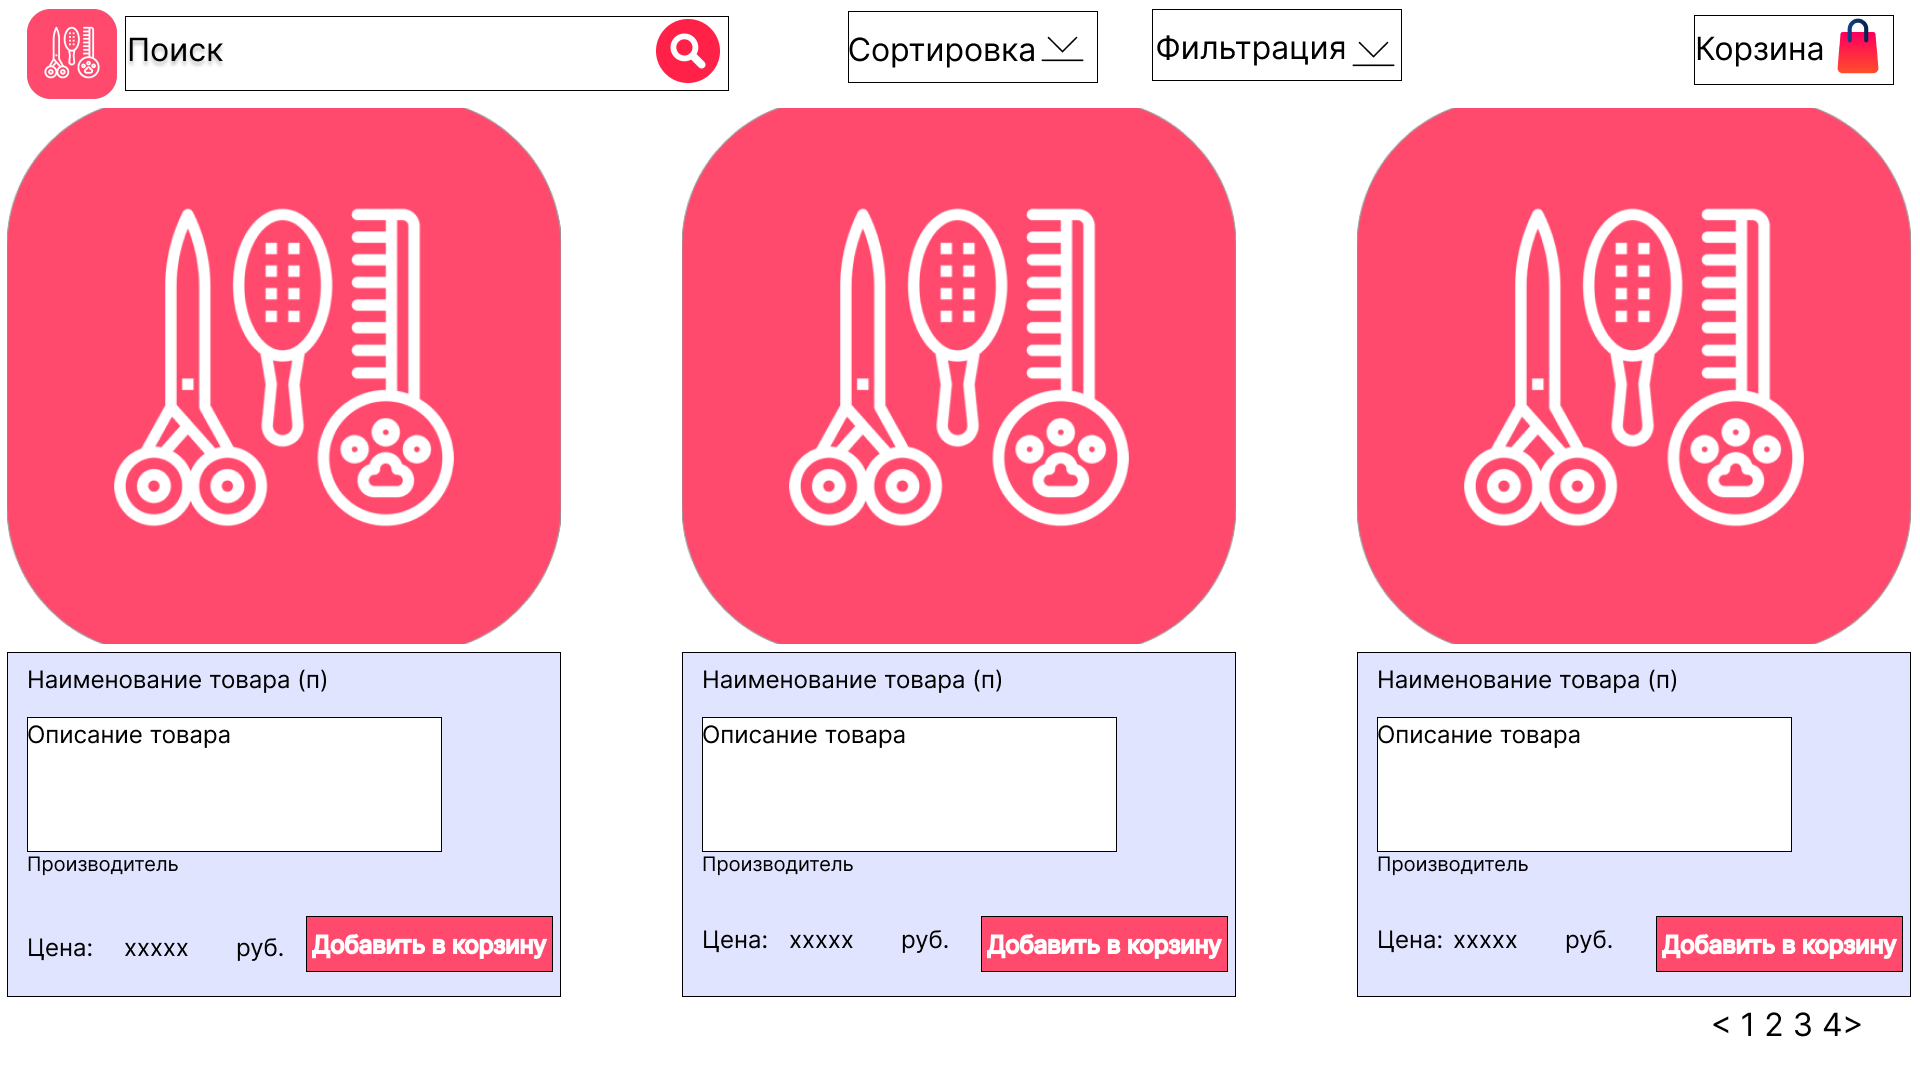 Поиск
Сортировка
Фильтрация
Корзина
Наименование товара (п)
Описание товара
Производитель
Цена: xxxxx руб.
Добавить в корзину
Наименование товара (п)
Описание товара
Производитель
Цена: xxxxx руб.
Добавить в корзину
Наименование товара (п)
Описание товара
Производитель
Цена: xxxxx руб.
Добавить в корзину
< 1 2 3 4>